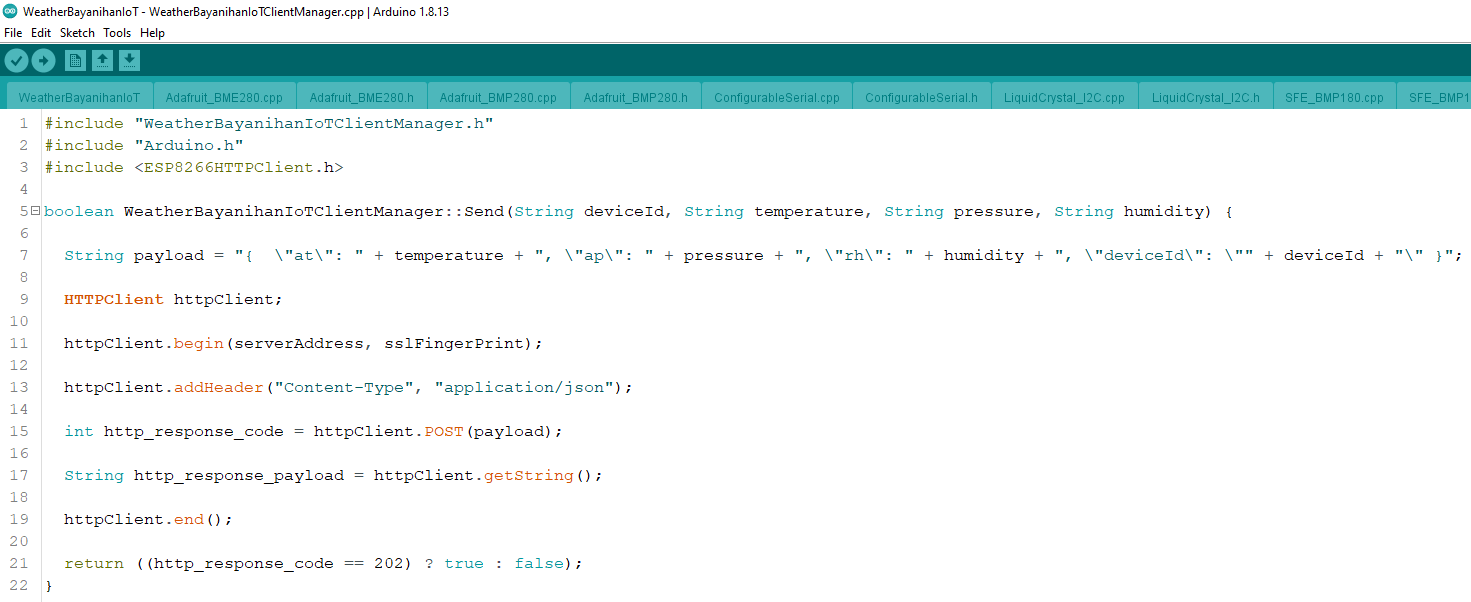 WeatherBayanihanIoT - WeatherBayanihanIoTClientManager.cpp | Arduino 1.8.13
File Edit Sketch Tools Help
WeatherBayanihanIoT Adafruit_BME280.cpp Adafruit_BME280.h Adafruit_BMP280.cpp Adafruit_BMP280.h ConfigurableSerial.cpp ConfigurableSerial.h LiquidCrystal_I2C.cpp LiquidCrystal_I2C.h SFE_BMP180.cpp SFE_BMP1
1 #include "WeatherBayanihanIoTClientManager.h"
2 #include "Arduino.h"
3 #include <ESP8266HTTPClient.h>
4
5 boolean WeatherBayanihanIoTClientManager::Send(String deviceId, String temperature, String pressure, String humidity) {
6
7 String payload = "{  \"at\": " + temperature + ", \"ap\": " + pressure + ", \"rh\": " + humidity + ", \"deviceId\": \"" + deviceId + "\" }";
8
9 HTTPClient httpClient;
10
11 httpClient.begin(serverAddress, sslFingerPrint);
12
13 httpClient.addHeader("Content-Type", "application/json");
14
15 int http_response_code = httpClient.POST(payload);
16
17 String http_response_payload = httpClient.getString();
18
19 httpClient.end();
20
21 return ((http_response_code == 202) ? true : false);
22 }